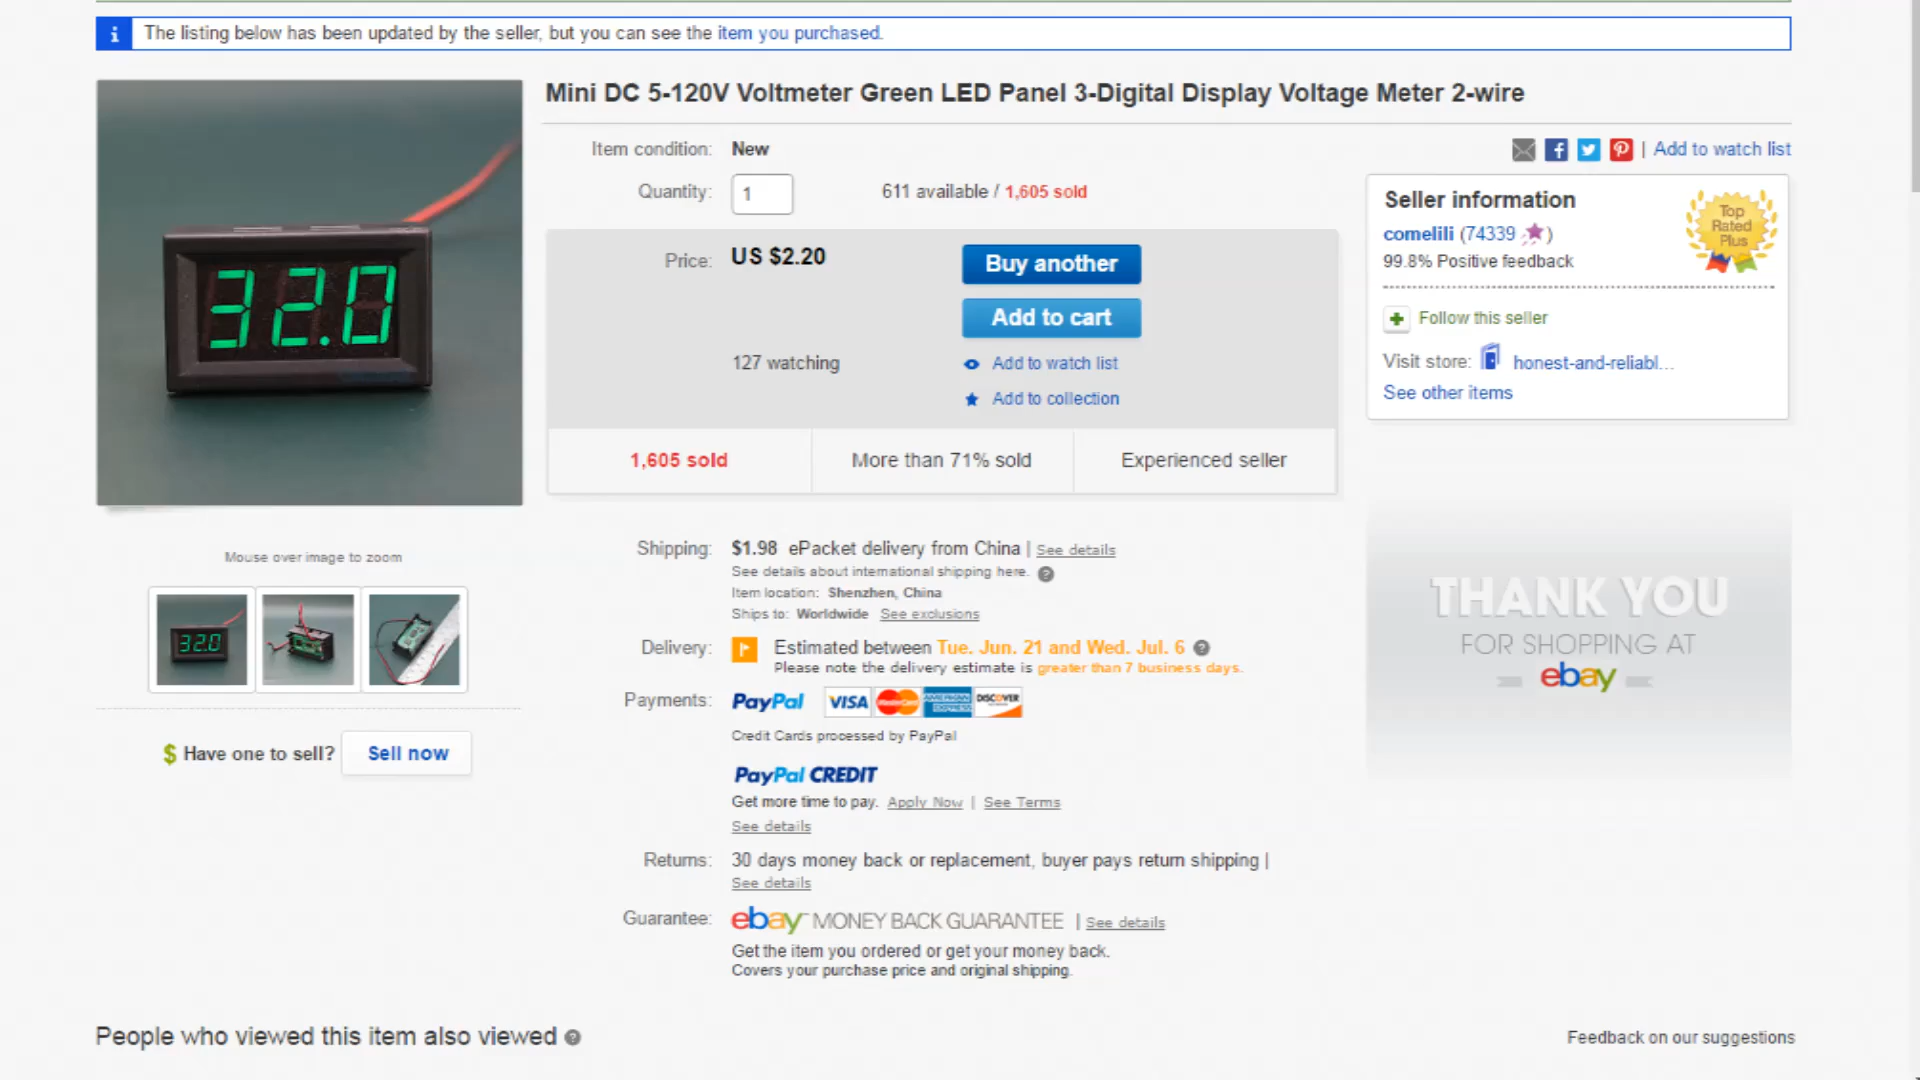 The listing below has been updated by the seller, but you can see the item you purchased.
Mini DC 5-120V Voltmeter Green LED Panel 3-Digital Display Voltage Meter 2-wire
32.0
Item condition: New
| Add to watch list
Quantity: 1 611 available / 1,605 sold
Price: US $2.20
Buy another
Add to cart
127 watching
Add to watch list
Add to collection
1,605 sold More than 71% sold Experienced seller
Seller information
comelili (74339)
99.8% Positive feedback
Top
Rated
Plus
Follow this seller
Visit store: honest-and-reliabl...
See other items
Mouse over image to zoom
32.0
$ Have one to sell? Sell now
Shipping: $1.98 ePacket delivery from China | See details
See details about international shipping here.
Item location: Shenzhen, China
Ships to: Worldwide See exclusions
Delivery: Estimated between Tue. Jun. 21 and Wed. Jul. 6
Please note the delivery estimate is greater than 7 business days.
Payments: PayPal VISA MasterCard AMERICAN EXPRESS DISCOVER
Credit Cards processed by PayPal
PayPal CREDIT
Get more time to pay. Apply Now | See Terms
See details
Returns: 30 days money back or replacement, buyer pays return shipping |
See details
Guarantee: ebay MONEY BACK GUARANTEE | See details
Get the item you ordered or get your money back.
Covers your purchase price and original shipping.
THANK YOU
FOR SHOPPING AT
ebay
People who viewed this item also viewed
Feedback on our suggestions